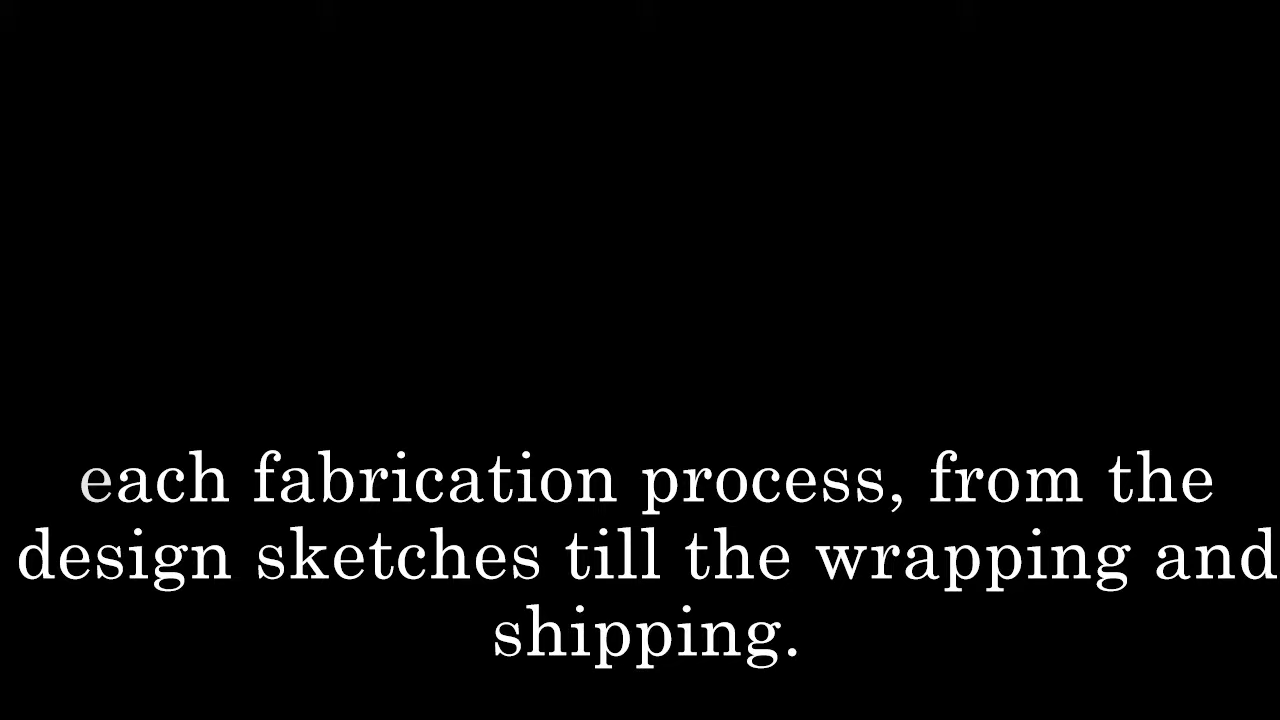 each fabrication process, from the
design sketches till the wrapping and
shipping.